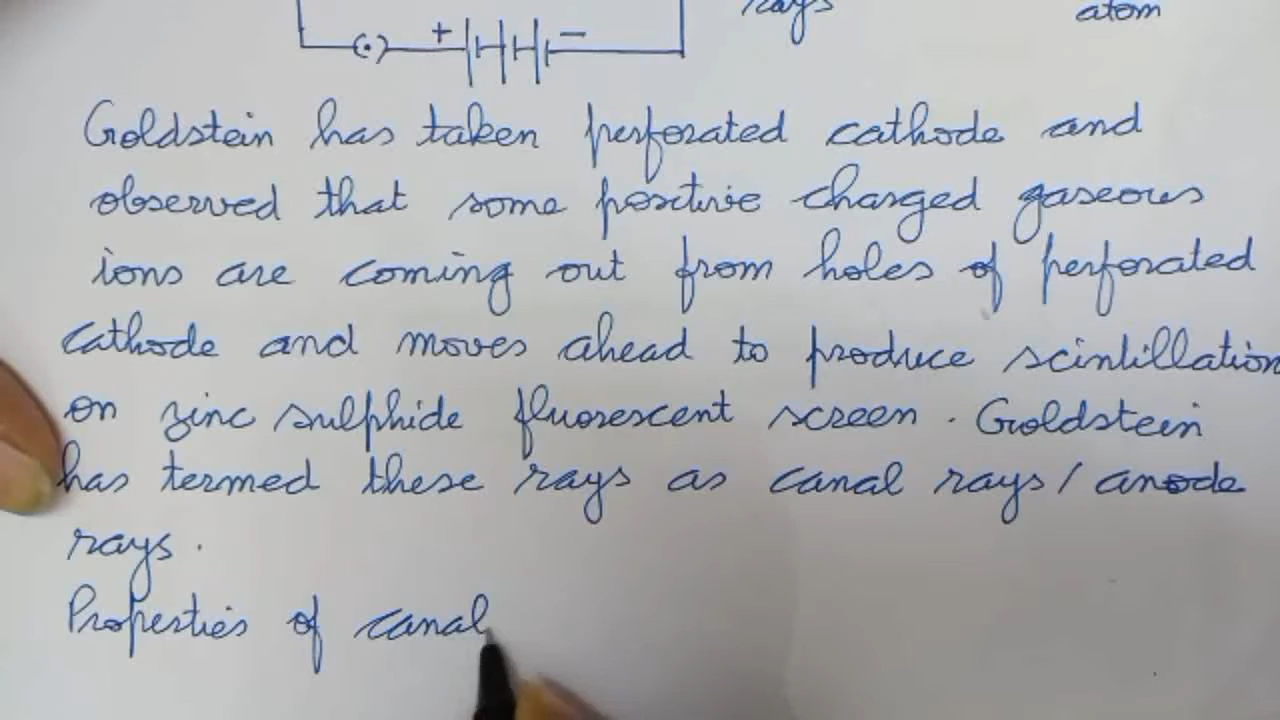 rays atom
+ -
Goldstein has taken perforated cathode and
observed that some positive charged gaseous
ions are coming out from holes of perforated
cathode and moves ahead to produce scintillation
on zinc sulphide fluorescent screen. Goldstein
has termed these rays as canal rays/anode
rays.
Properties of canal